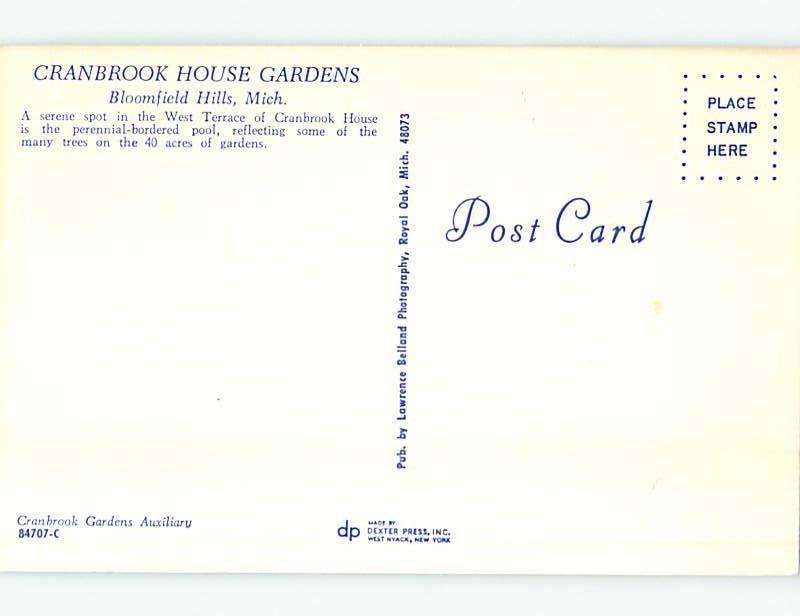 CRANBROOK HOUSE GARDENS
Bloomfield Hills, Mich.
A serene spot in the West Terrace of Cranbrook House
is the perennial-bordered pool, reflecting some of the
many trees on the 40 acres of gardens.
Cranbrook Gardens Auxiliary
84707-C
Pub. by Lawrence Belland Photography, Royal Oak, Mich. 48073
dp
MADE BY
DEXTER PRESS, INC.
WEST NYACK, NEW YORK
PLACE
STAMP
HERE
Post Card